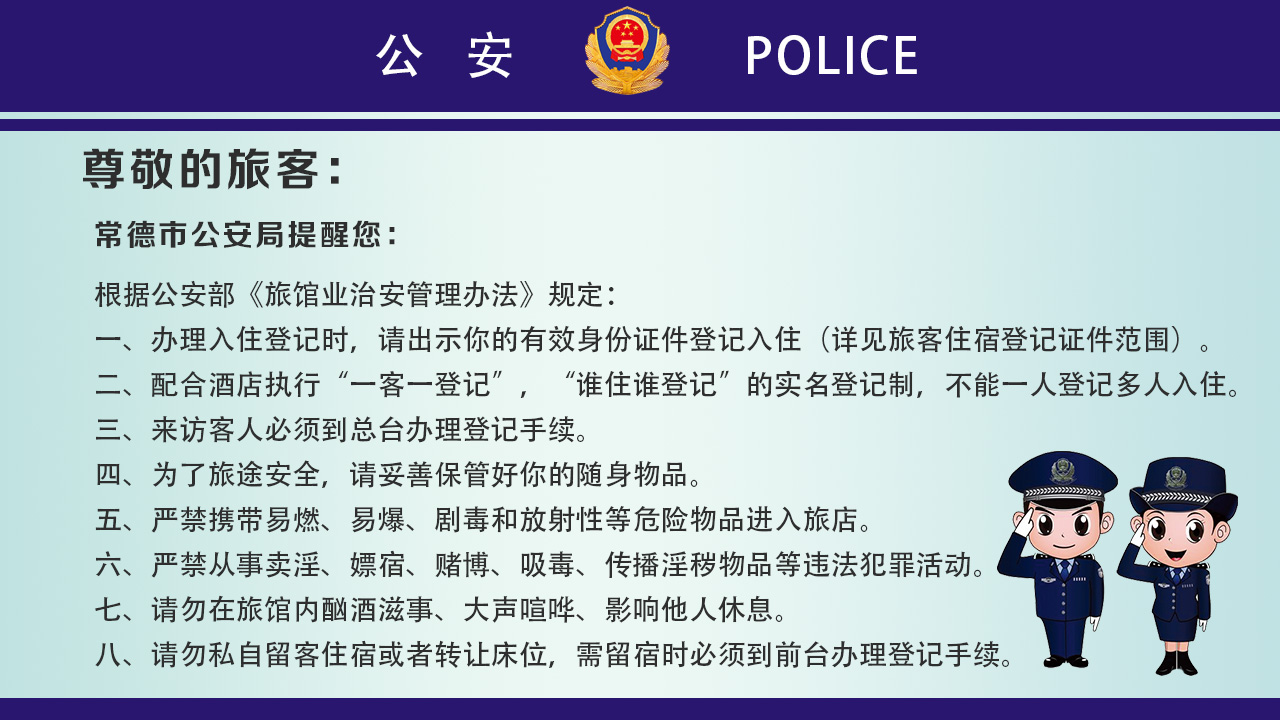 公 安 POLICE
尊敬的旅客：
常德市公安局提醒您：
根据公安部《旅馆业治安管理办法》规定：
一、办理入住登记时，请出示你的有效身份证件登记入住（详见旅客住宿登记证件范围）。
二、配合酒店执行“一客一登记”，“谁住谁登记”的实名登记制，不能一人登记多人入住。
三、来访客人必须到总台办理登记手续。
四、为了旅途安全，请妥善保管好你的随身物品。
五、严禁携带易燃、易爆、剧毒和放射性等危险物品进入旅店。
六、严禁从事卖淫、嫖宿、赌博、吸毒、传播淫秽物品等违法犯罪活动。
七、请勿在旅馆内酗酒滋事、大声喧哗、影响他人休息。
八、请勿私自留客住宿或者转让床位，需留宿时必须到前台办理登记手续。